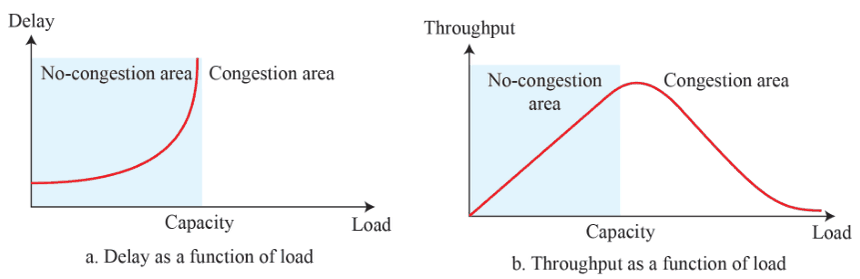 Delay
No-congestion area
Congestion area
Capacity
Load
a. Delay as a function of load
Throughput
No-congestion
area
Congestion area
Capacity
Load
b. Throughput as a function of load